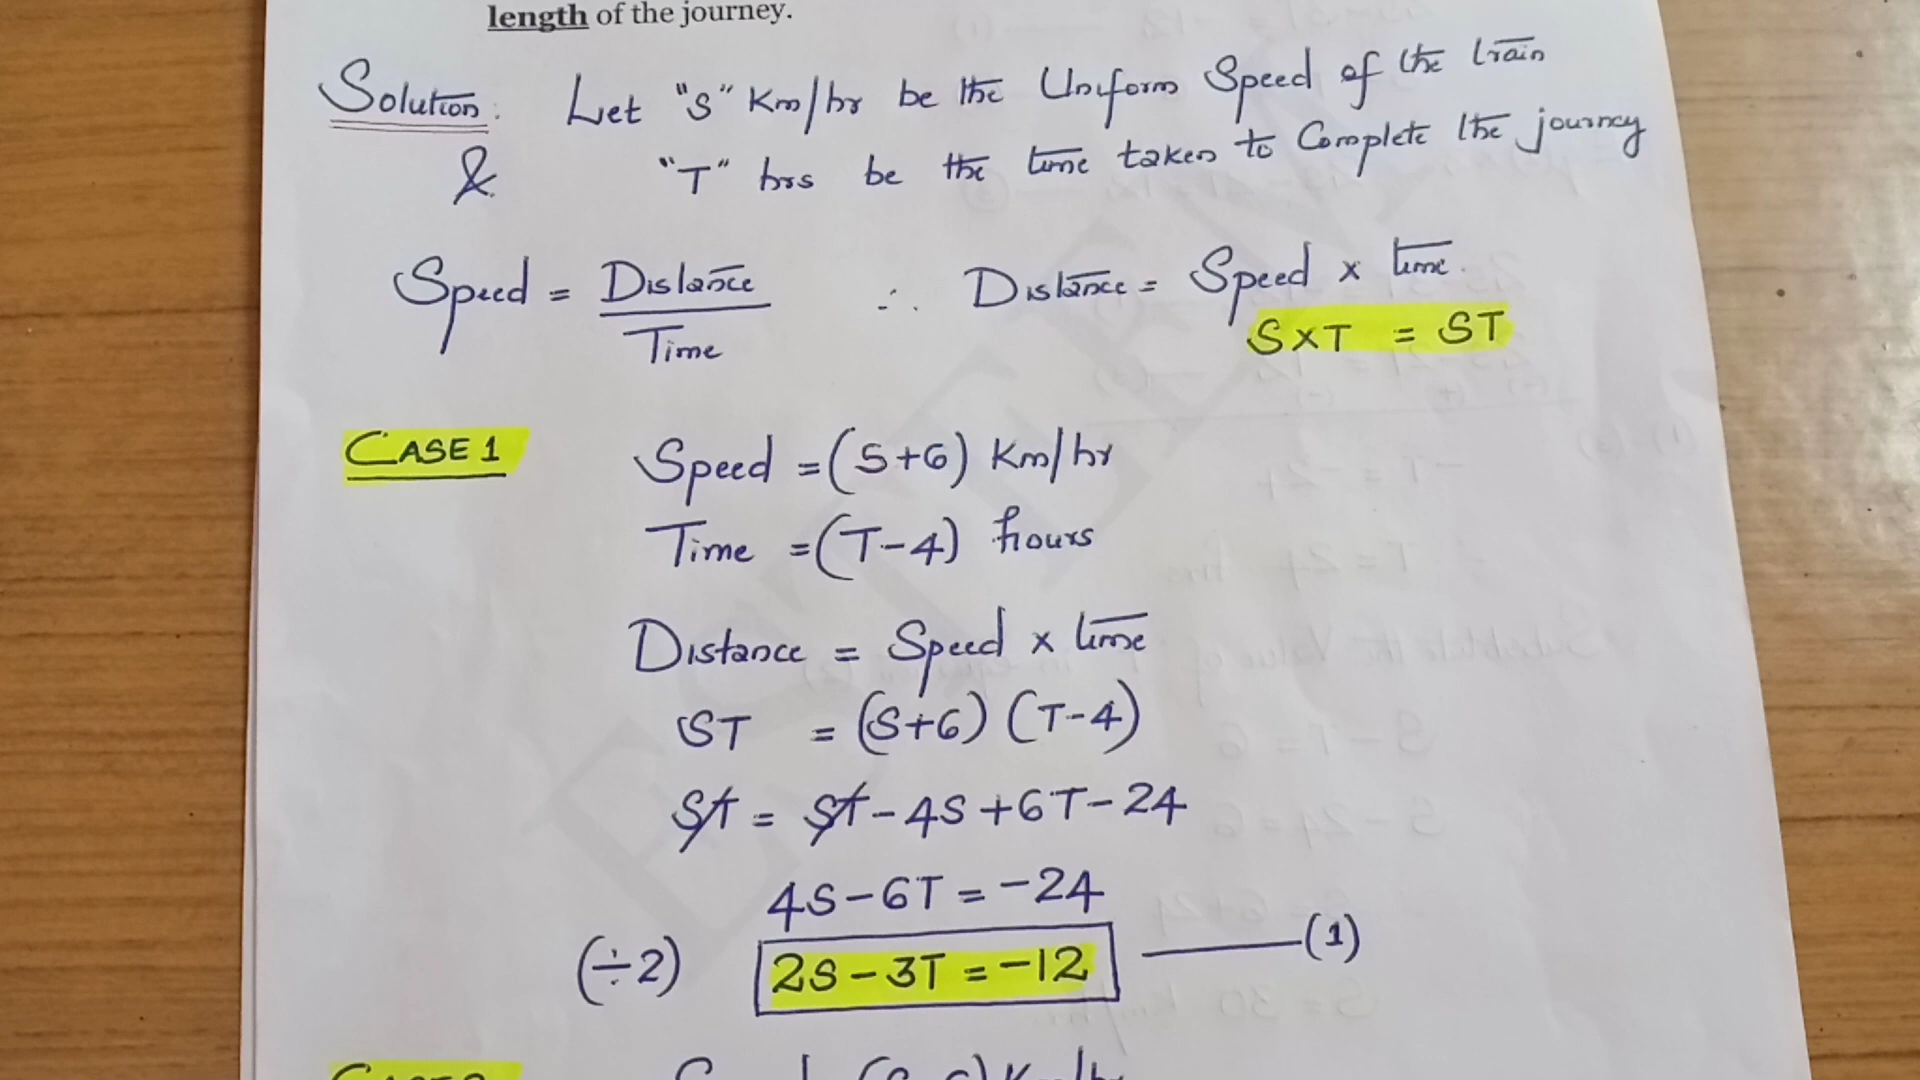 length of the journey.
Solution: Let "S" Km/hr be the Uniform Speed of the train
& "T" hrs be the time taken to Complete the journey
Speed = Distance / Time ∴ Distance = Speed x time.
SXT = ST
CASE 1 Speed = (S+6) Km/hr
Time = (T-4) hours
Distance = Speed x time
ST = (S+6) (T-4)
ST = ST - 4S + 6T - 24
4S - 6T = -24
(÷2) 2S - 3T = -12 ——— (1)